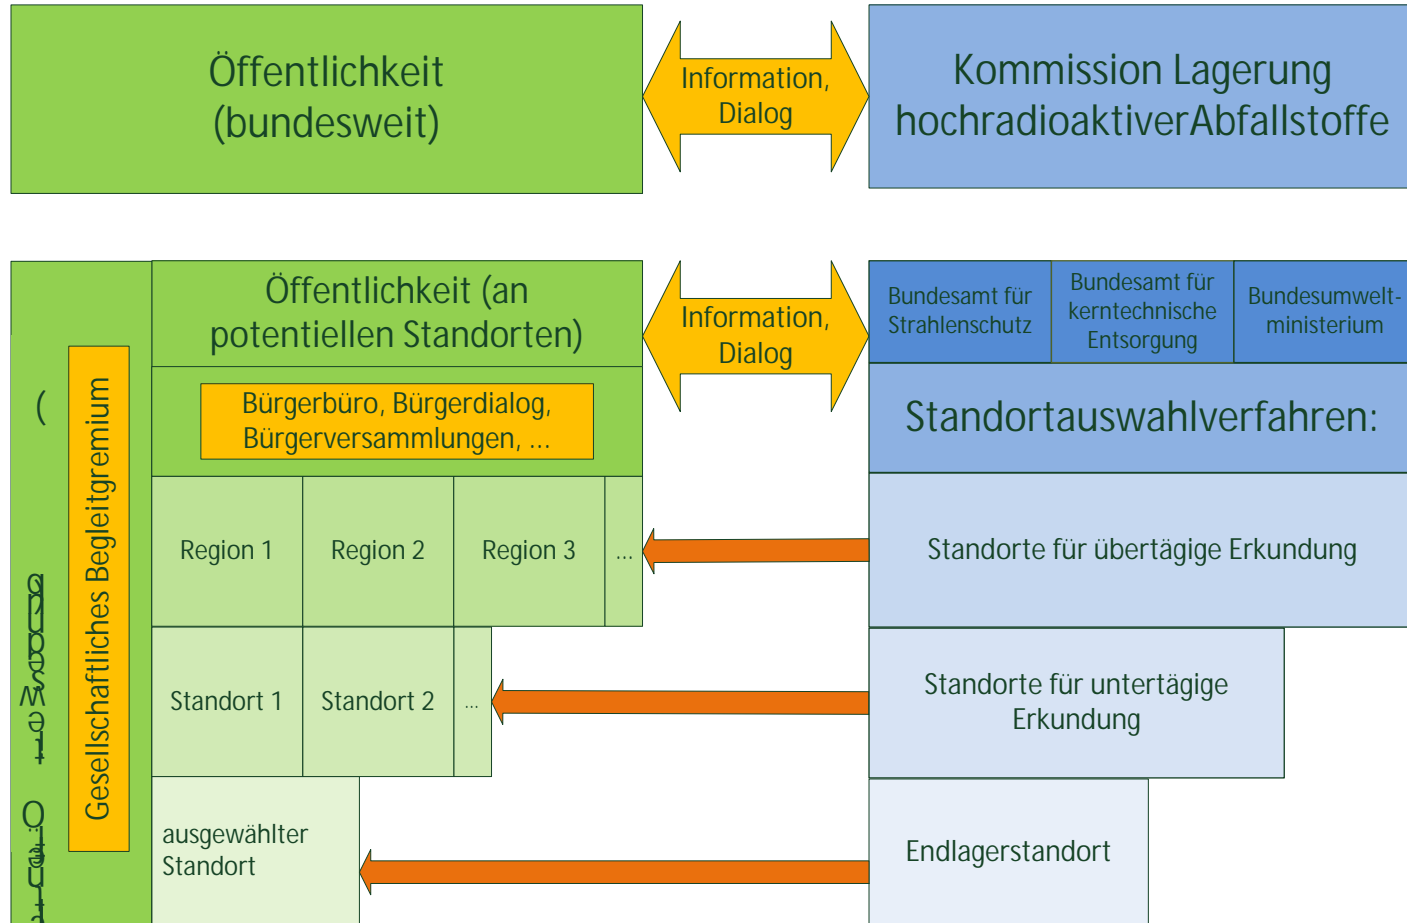 Öffentlichkeit
(bundesweit)
Information,
Dialog
Kommission Lagerung
hochradioaktiverAbfallstoffe
Gesellschaftliches Begleitgremium
Öffentlichkeit (an
potentiellen Standorten)
Information,
Dialog
Bundesamt für
Strahlenschutz
Bundesamt für
kerntechnische
Entsorgung
Bundesumwelt-
ministerium
Bürgerbüro, Bürgerdialog,
Bürgerversammlungen, ...
Standortauswahlverfahren:
Region 1
Region 2
Region 3
...
Standorte für übertägige Erkundung
Standort 1
Standort 2
...
Standorte für untertägige
Erkundung
ausgewählter
Standort
Endlagerstandort